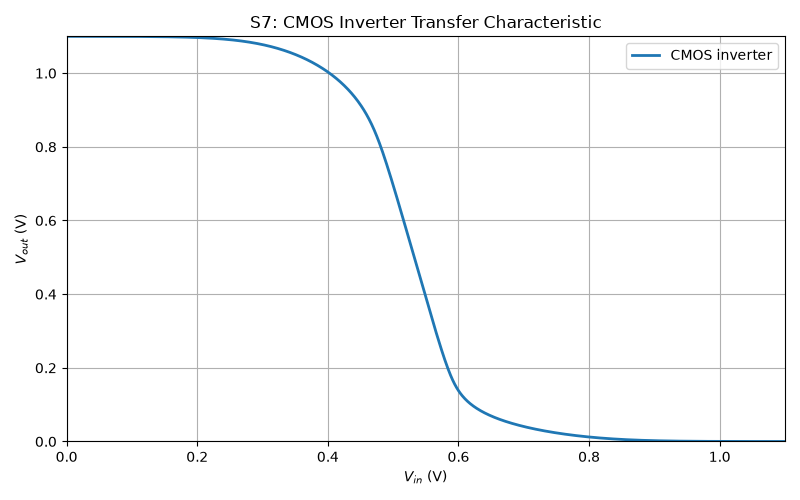 S7: CMOS Inverter Transfer Characteristic
CMOS inverter
1.0
0.8
0.6
0.4
0.2
0.0
V_out (V)
0.0 0.2 0.4 0.6 0.8 1.0
V_in (V)